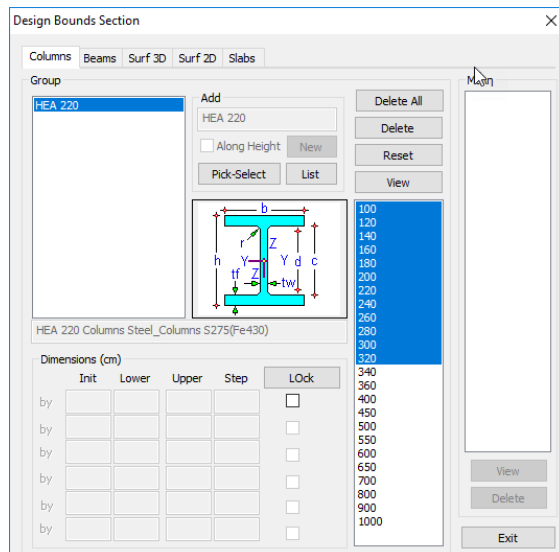 Design Bounds Section
Columns Beams Surf 3D Surf 2D Slabs
Group
HEA 220
Add
HEA 220
Along Height New
Pick-Select List
Delete All
Delete
Reset
View
b
r Z
h Y Y d c
tf Z tw
HEA 220 Columns Steel_Columns S275(Fe430)
100
120
140
160
180
200
220
240
260
280
300
320
340
360
400
450
500
550
600
650
700
800
900
1000
Dimensions (cm)
Init Lower Upper Step LOck
by
by
by
by
by
by
View
Delete
Exit